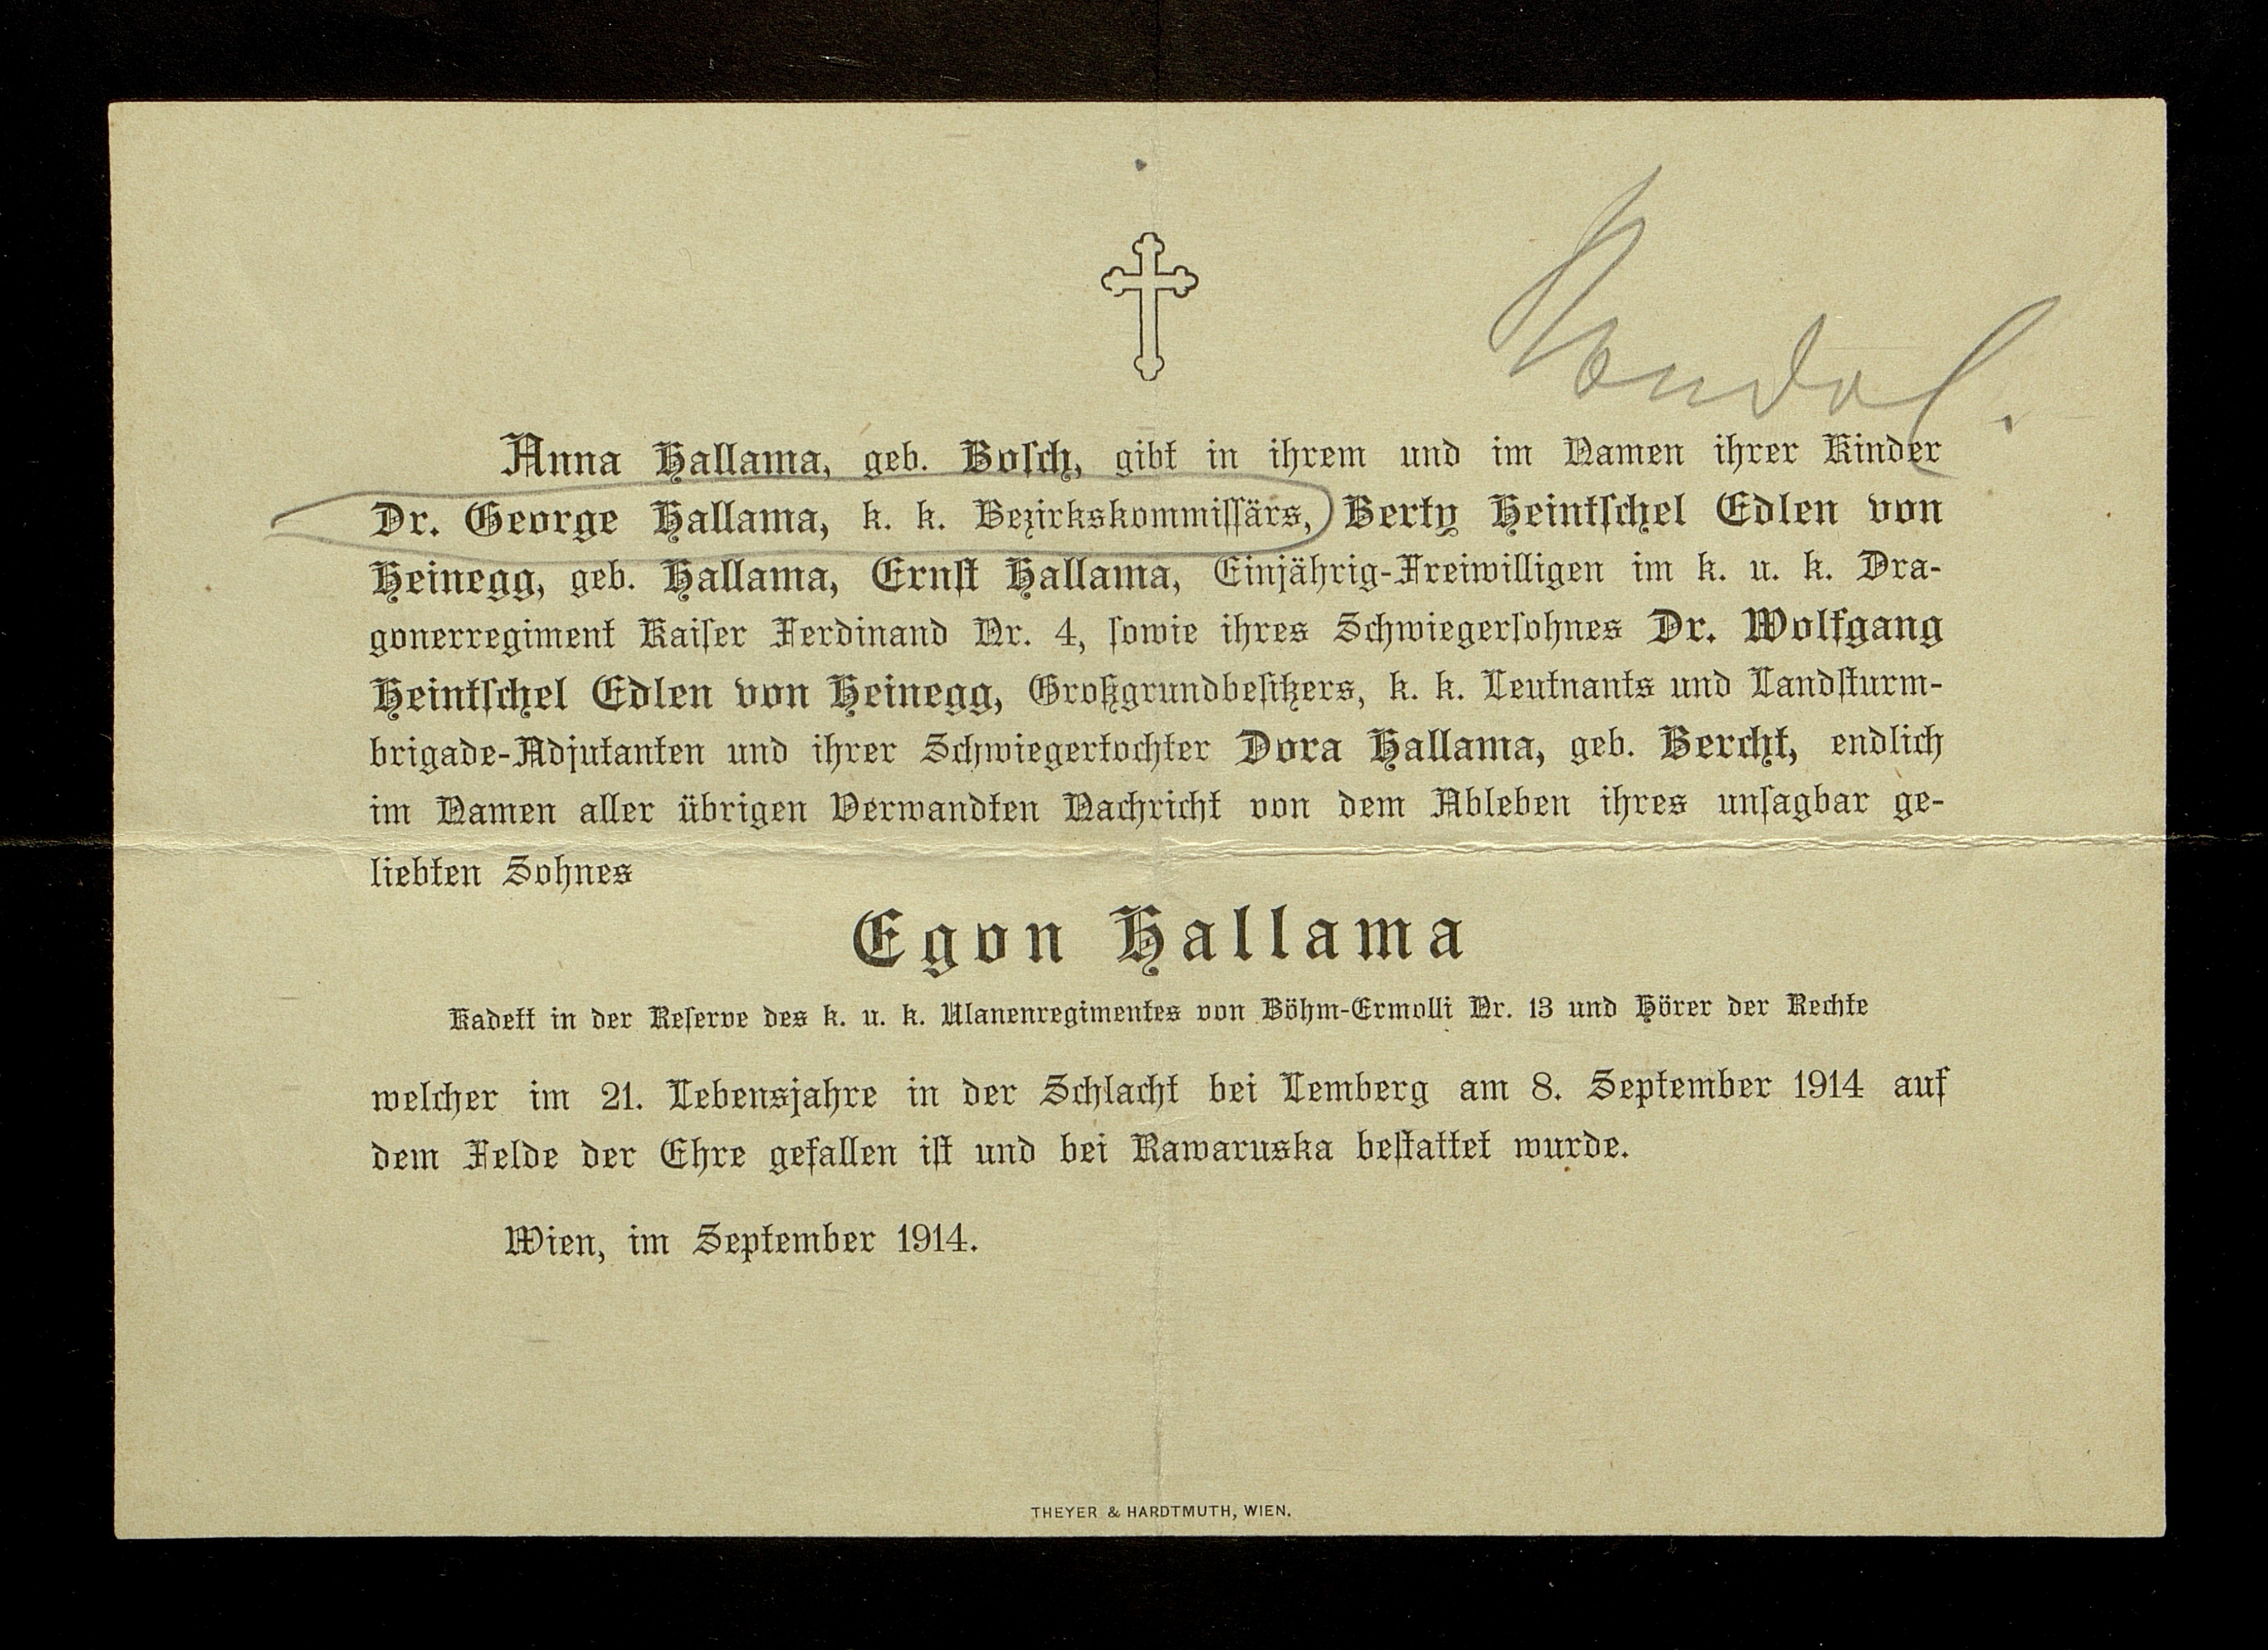 Kondol.
Anna Hallama, geb. Bosch, gibt in ihrem und im Namen ihrer Kinder
Dr. George Hallama, k. k. Bezirkskommissärs, Berty Heintschel Edlen von
Heinegg, geb. Hallama, Ernst Hallama, Einjährig-Freiwilligen im k. u. k. Dra-
gonerregiment Kaiser Ferdinand Nr. 4, sowie ihres Schwiegersohnes Dr. Wolfgang
Heintschel Edlen von Heinegg, Großgrundbesitzers, k. k. Leutnants und Landsturm-
brigade-Adjutanten und ihrer Schwiegertochter Dora Hallama, geb. Bercht, endlich
im Namen aller übrigen Verwandten Nachricht von dem Ableben ihres unsagbar ge-
liebten Sohnes
Egon Hallama
Kadett in der Reserve des k. u. k. Ulanenregimentes von Böhm-Ermolli Nr. 13 und Hörer der Rechte
welcher im 21. Lebensjahre in der Schlacht bei Lemberg am 8. September 1914 auf
dem Felde der Ehre gefallen ist und bei Rawaruska bestattet wurde.
Wien, im September 1914.
THEYER & HARDTMUTH, WIEN.